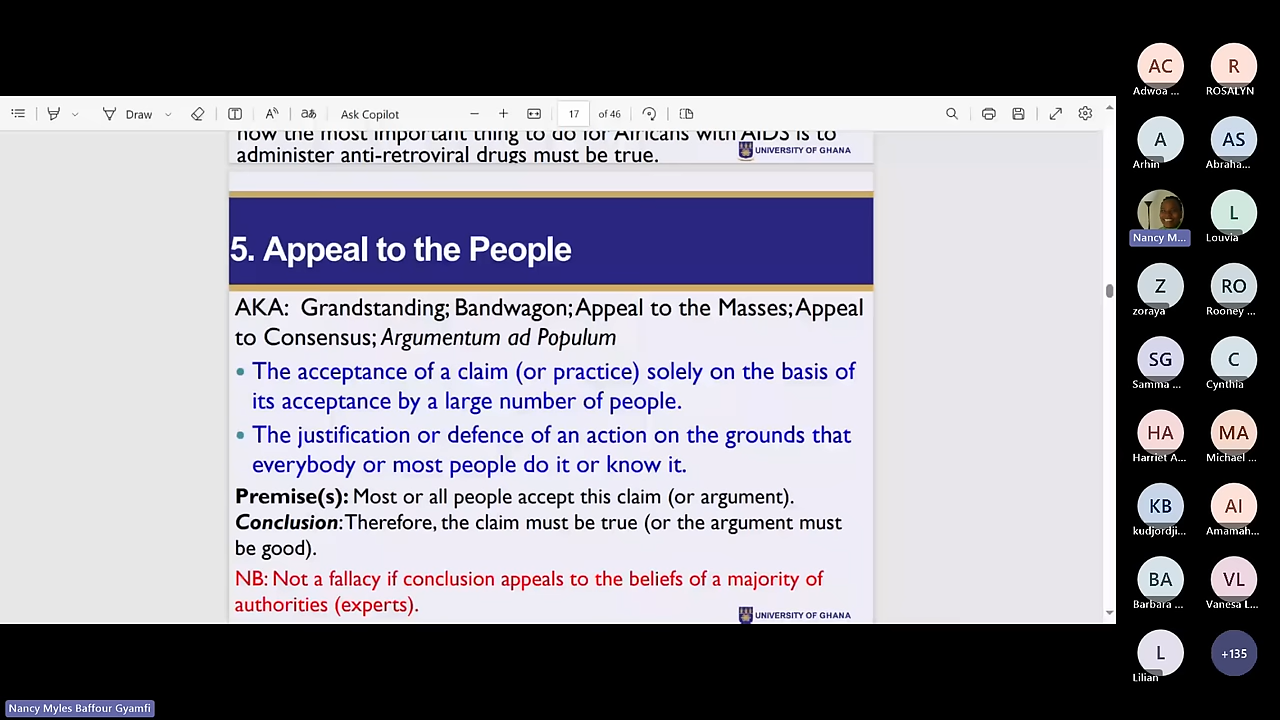 Draw
Ask Copilot
17
of 46
how the most important thing to do for Africans with AIDS is to
administer anti-retroviral drugs must be true.
UNIVERSITY OF GHANA
5. Appeal to the People
AKA: Grandstanding; Bandwagon; Appeal to the Masses; Appeal
to Consensus; Argumentum ad Populum
• The acceptance of a claim (or practice) solely on the basis of
its acceptance by a large number of people.
• The justification or defence of an action on the grounds that
everybody or most people do it or know it.
Premise(s): Most or all people accept this claim (or argument).
Conclusion: Therefore, the claim must be true (or the argument must
be good).
NB: Not a fallacy if conclusion appeals to the beliefs of a majority of
authorities (experts).
UNIVERSITY OF GHANA
AC
Adwoa ...
R
ROSALYN
A
Arhin
AS
Abraha...
Nancy M...
L
Louvia
Z
zoraya
RO
Rooney ...
SG
Samma ...
C
Cynthia
HA
Harriet A...
MA
Michael ...
KB
kudjordji...
AI
Amamah...
BA
Barbara ...
VL
Vanesa L...
L
Lilian
+135
Nancy Myles Baffour Gyamfi